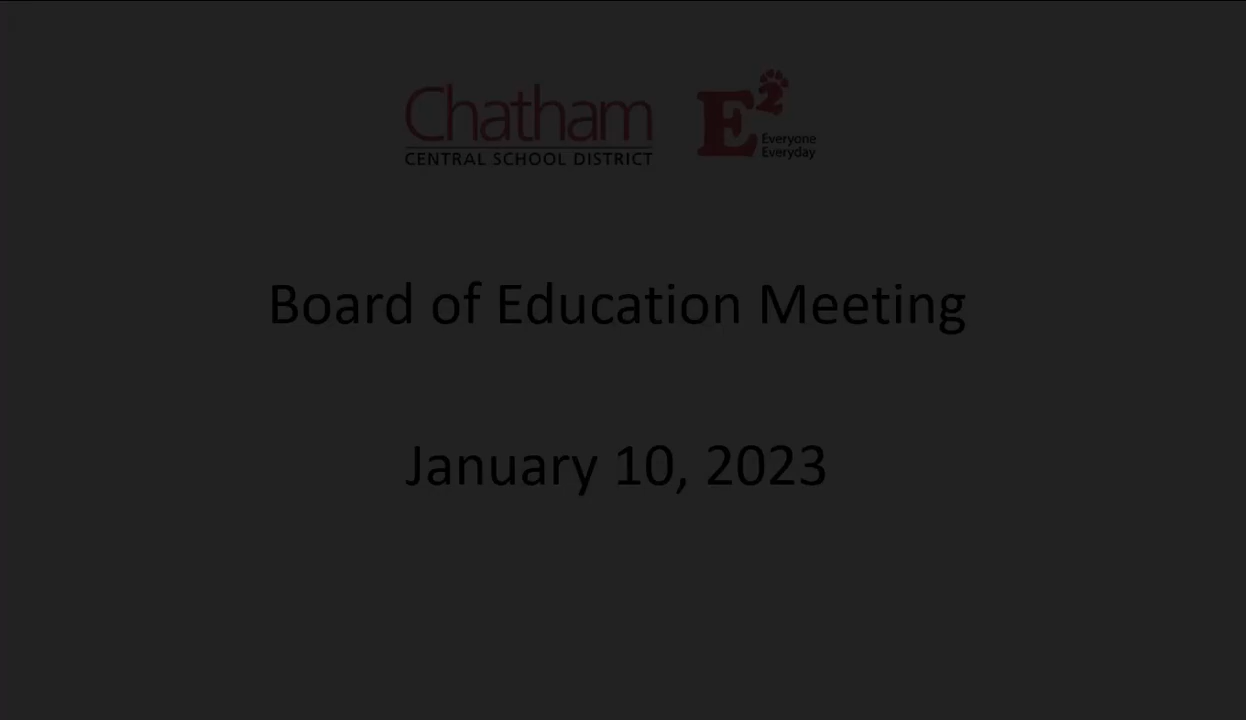 Chatham
CENTRAL SCHOOL DISTRICT
E2
Everyone
Everyday
Board of Education Meeting
January 10, 2023